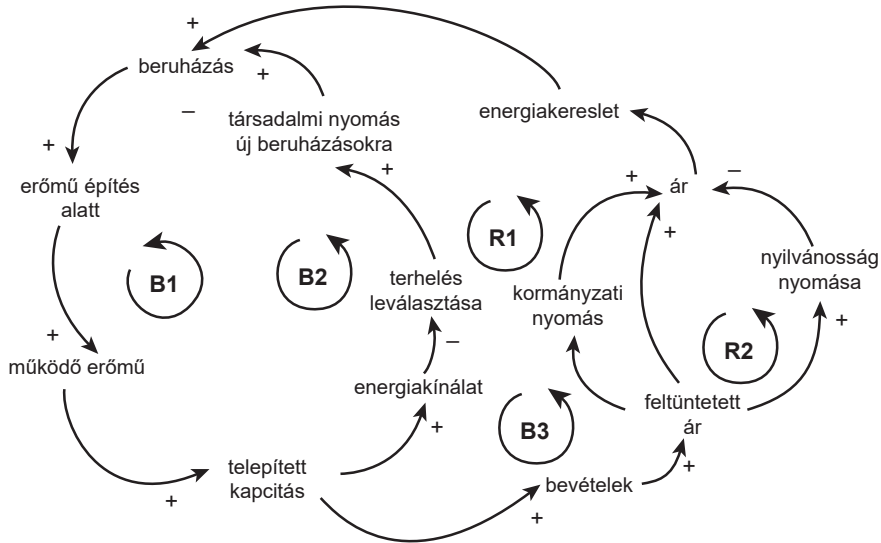 +
beruházás
+
–
társadalmi nyomás
új beruházásokra
energiakereslet
+
erőmű építés
alatt
+
+
ár
–
+
R1
nyilvánosság
nyomása
B1
B2
terhelés
leválasztása
kormányzati
nyomás
+
működő erőmű
–
R2
+
energiakínálat
+
B3
feltüntetett
ár
telepített
kapcitás
+
bevételek
+
+